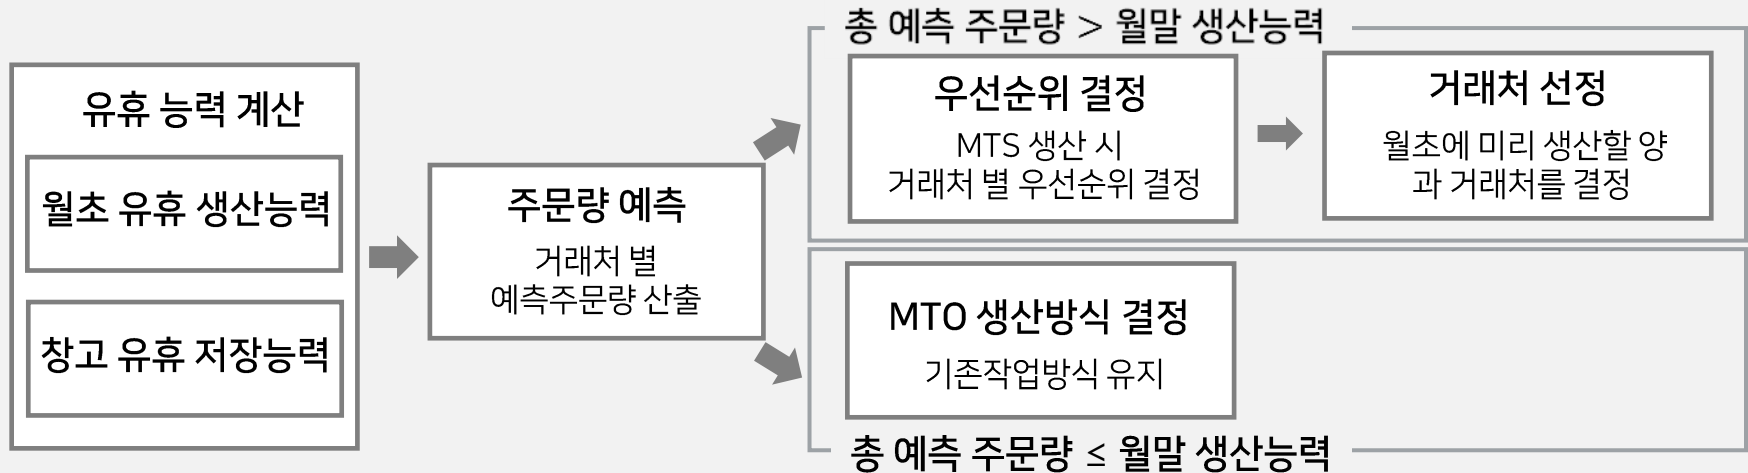 유휴 능력 계산
월초 유휴 생산능력
창고 유휴 저장능력
주문량 예측
거래처 별
예측주문량 산출
총 예측 주문량 > 월말 생산능력
우선순위 결정
MTS 생산 시
거래처 별 우선순위 결정
거래처 선정
월초에 미리 생산할 양
과 거래처를 결정
MTO 생산방식 결정
기존작업방식 유지
총 예측 주문량 ≤ 월말 생산능력